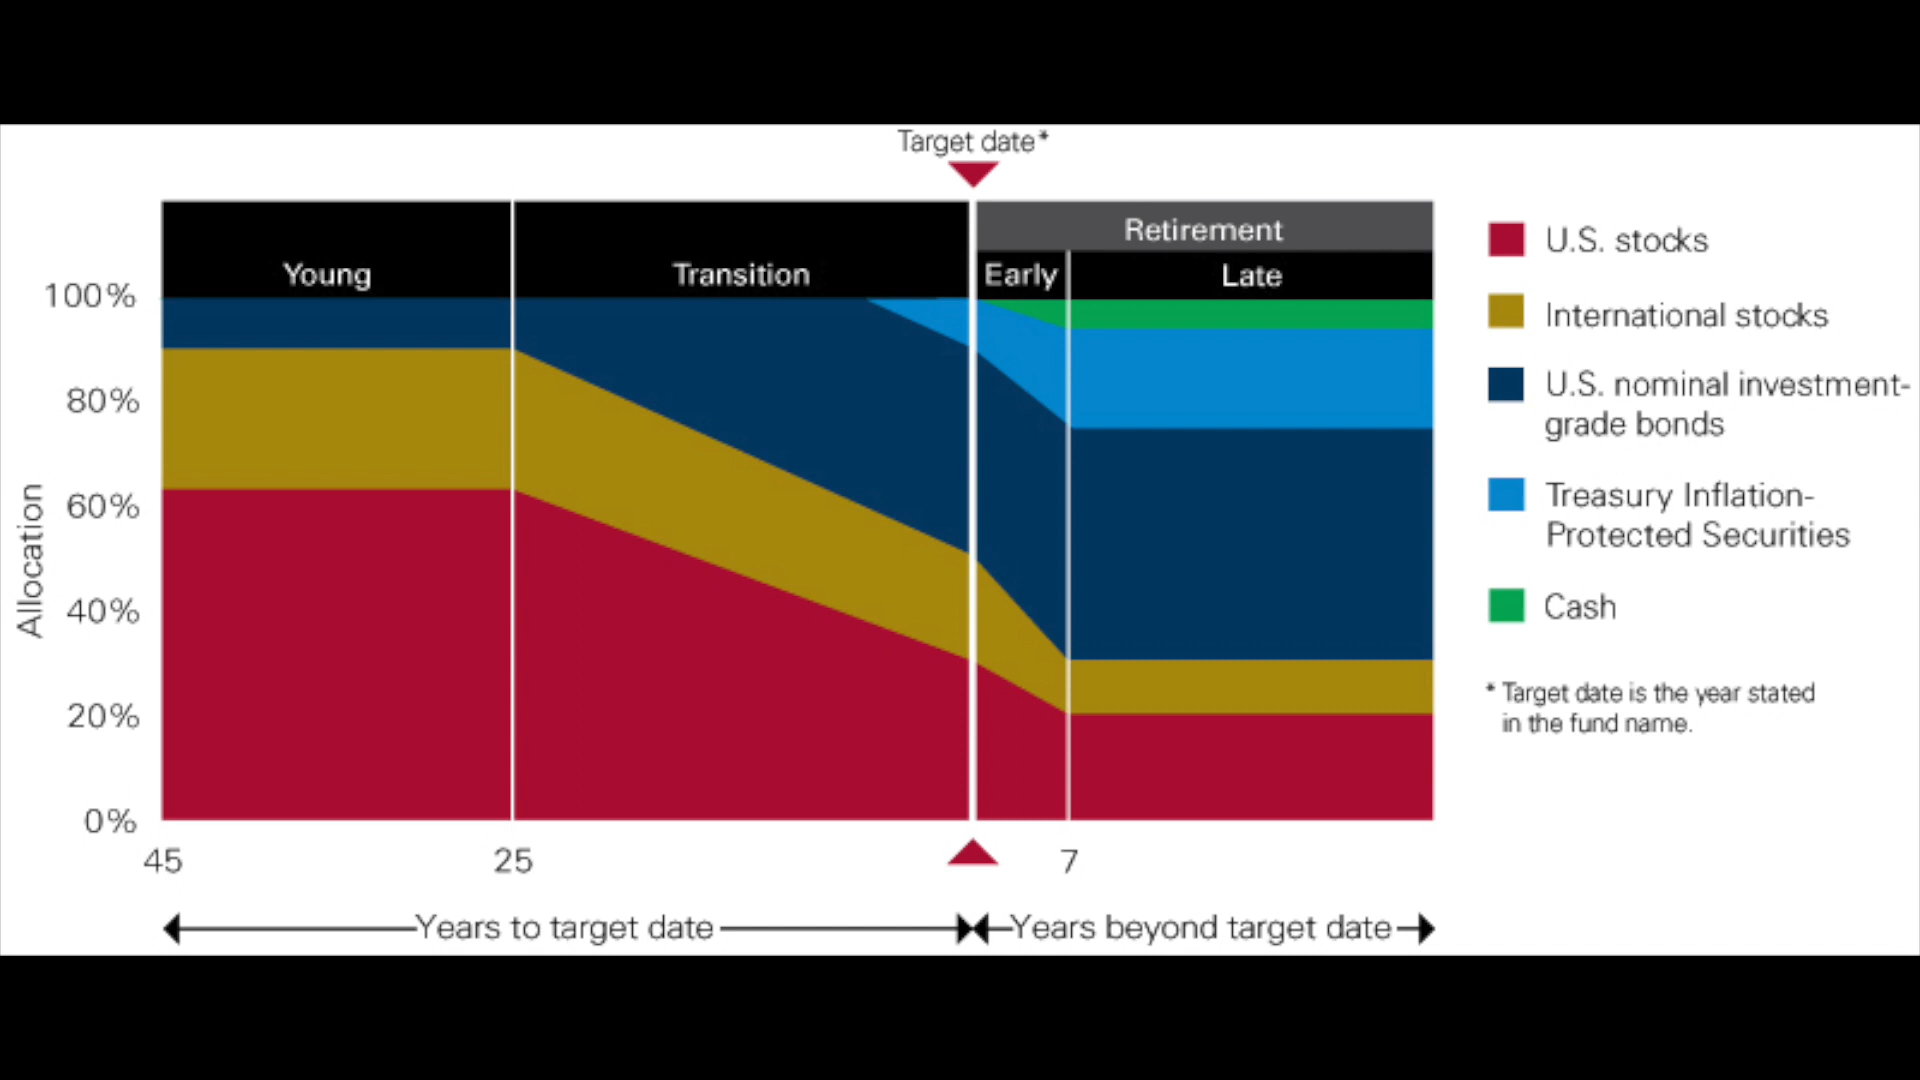 Target date*
Retirement
Young
Transition
Early
Late
100%
80%
60%
40%
20%
0%
Allocation
45
25
7
Years to target date
Years beyond target date
U.S. stocks
International stocks
U.S. nominal investment-
grade bonds
Treasury Inflation-
Protected Securities
Cash
* Target date is the year stated
in the fund name.